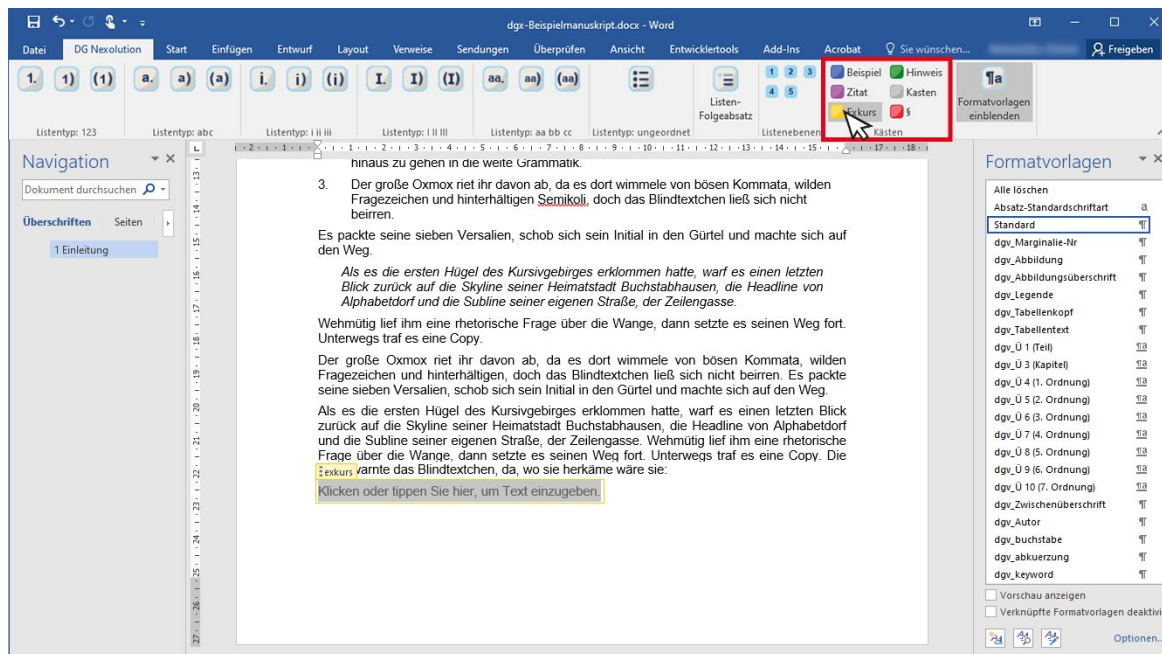 dgx-Beispielmanuskript.docx - Word
Datei DG Nexolution Start Einfügen Entwurf Layout Verweise Sendungen Überprüfen Ansicht Entwicklertools Add-Ins Acrobat Sie wünschen... Freigeben
1. 1) (1) a. a) (a) i. i) (i) I. I) (I) aa. aa) (aa)
Listen-
Folgeabsatz
1 2 3
4 5
Beispiel Hinweis
Zitat Kasten
Exkurs §
¶a
Formatvorlagen
einblenden
Listentyp: 123 Listentyp: abc Listentyp: i ii iii Listentyp: I II III Listentyp: aa bb cc Listentyp: ungeordnet Listenebenen Kästen
Navigation
Dokument durchsuchen
Überschriften Seiten
1 Einleitung
hinaus zu gehen in die weite Grammatik.
3. Der große Oxmox riet ihr davon ab, da es dort wimmele von bösen Kommata, wilden
Fragezeichen und hinterhältigen Semikoli, doch das Blindtextchen ließ sich nicht
beirren.
Es packte seine sieben Versalien, schob sich sein Initial in den Gürtel und machte sich auf
den Weg.
Als es die ersten Hügel des Kursivgebirges erklommen hatte, warf es einen letzten
Blick zurück auf die Skyline seiner Heimatstadt Buchstabhausen, die Headline von
Alphabetdorf und die Subline seiner eigenen Straße, der Zeilengasse.
Wehmütig lief ihm eine rhetorische Frage über die Wange, dann setzte es seinen Weg fort.
Unterwegs traf es eine Copy.
Der große Oxmox riet ihr davon ab, da es dort wimmele von bösen Kommata, wilden
Fragezeichen und hinterhältigen, doch das Blindtextchen ließ sich nicht beirren. Es packte
seine sieben Versalien, schob sich sein Initial in den Gürtel und machte sich auf den Weg.
Als es die ersten Hügel des Kursivgebirges erklommen hatte, warf es einen letzten Blick
zurück auf die Skyline seiner Heimatstadt Buchstabhausen, die Headline von Alphabetdorf
und die Subline seiner eigenen Straße, der Zeilengasse. Wehmütig lief ihm eine rhetorische
Frage über die Wange, dann setzte es seinen Weg fort. Unterwegs traf es eine Copy. Die
exkurs warnte das Blindtextchen, da, wo sie herkäme wäre sie:
Klicken oder tippen Sie hier, um Text einzugeben.
Formatvorlagen
Alle löschen
Absatz-Standardschriftart a
Standard ¶
dgv_Marginalie-Nr ¶
dgv_Abbildung ¶
dgv_Abbildungsüberschrift ¶
dgv_Legende ¶
dgv_Tabellenkopf ¶
dgv_Tabellentext ¶
dgv_Ü 1 (Teil) ¶a
dgv_Ü 3 (Kapitel) ¶a
dgv_Ü 4 (1. Ordnung) ¶a
dgv_Ü 5 (2. Ordnung) ¶a
dgv_Ü 6 (3. Ordnung) ¶a
dgv_Ü 7 (4. Ordnung) ¶a
dgv_Ü 8 (5. Ordnung) ¶a
dgv_Ü 9 (6. Ordnung) ¶a
dgv_Ü 10 (7. Ordnung) ¶a
dgv_Zwischenüberschrift ¶
dgv_Autor ¶
dgv_buchstabe ¶
dgv_abkuerzung ¶
dgv_keyword ¶
Vorschau anzeigen
Verknüpfte Formatvorlagen deaktivi
Optionen...